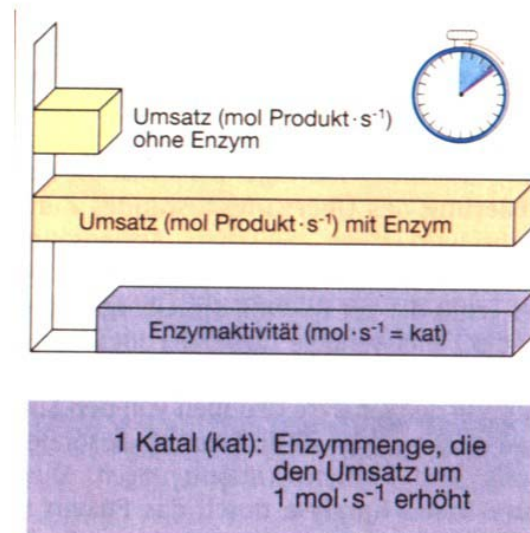 Umsatz (mol Produkt·s⁻¹)
ohne Enzym
Umsatz (mol Produkt·s⁻¹) mit Enzym
Enzymaktivität (mol·s⁻¹ = kat)
1 Katal (kat): Enzymmenge, die
den Umsatz um
1 mol·s⁻¹ erhöht